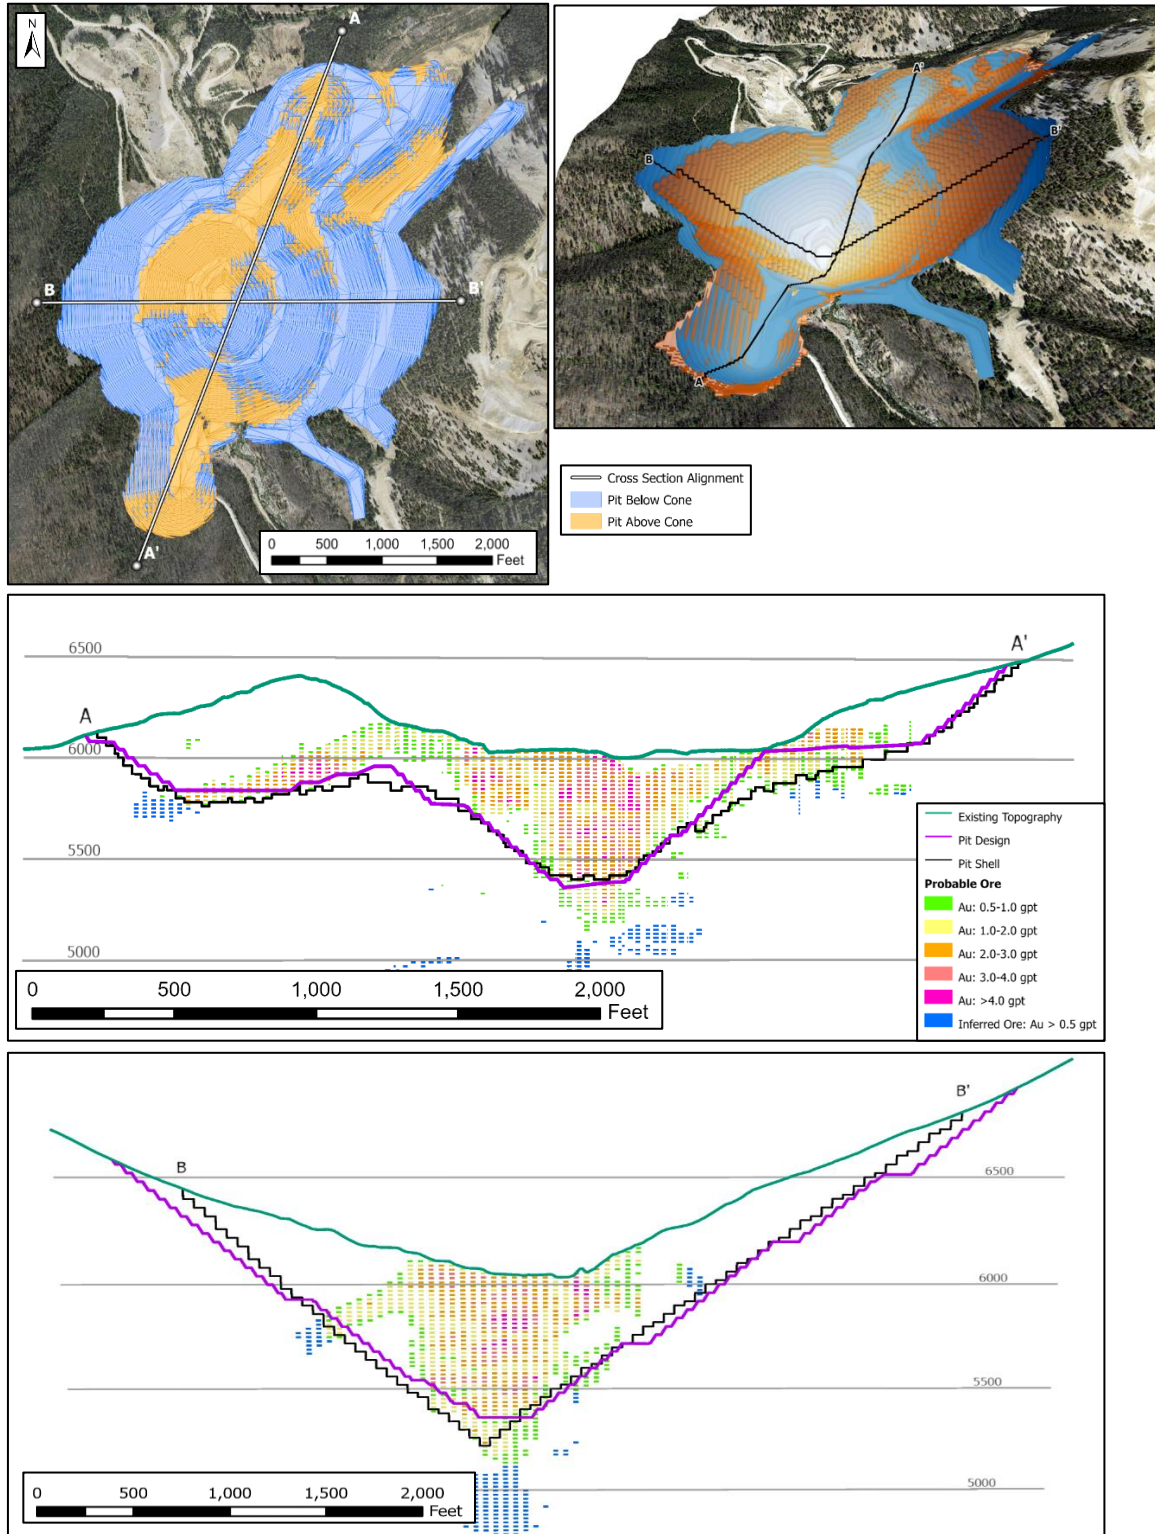 N
A
B
B'
A'
0 500 1,000 1,500 2,000
Feet
A'
B
B'
A
Cross Section Alignment
Pit Below Cone
Pit Above Cone
6500
A'
A
6000
5500
5000
Existing Topography
Pit Design
Pit Shell
Probable Ore
Au: 0.5-1.0 gpt
Au: 1.0-2.0 gpt
Au: 2.0-3.0 gpt
Au: 3.0-4.0 gpt
Au: >4.0 gpt
Inferred Ore: Au > 0.5 gpt
0 500 1,000 1,500 2,000
Feet
B'
B
6500
6000
5500
5000
0 500 1,000 1,500 2,000
Feet